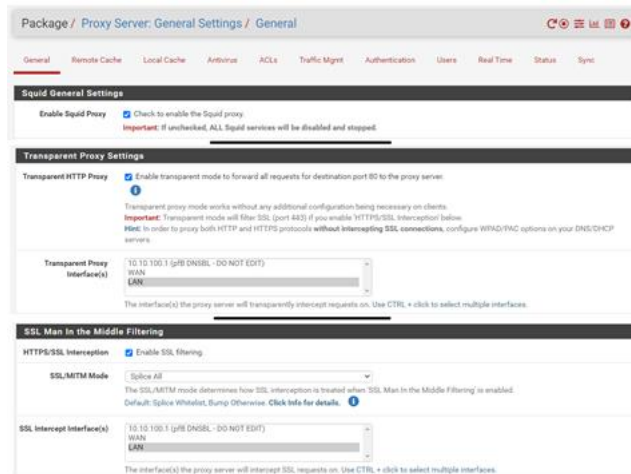 Package / Proxy Server: General Settings / General
General Remote Cache Local Cache Antivirus ACLs Traffic Mgmt Authentication Users Real Time Status Sync
Squid General Settings
Enable Squid Proxy Check to enable the Squid proxy.
Important: If unchecked, ALL Squid services will be disabled and stopped.
Transparent Proxy Settings
Transparent HTTP Proxy Enable transparent mode to forward all requests for destination port 80 to the proxy server.
Transparent proxy mode works without any additional configuration being necessary on clients.
Important: Transparent mode will filter SSL (port 443) if you enable 'HTTPS/SSL Interception' below.
Hint: In order to proxy both HTTP and HTTPS protocols without intercepting SSL connections, configure WPAD/PAC options on your DNS/DHCP
servers.
Transparent Proxy 10.10.100.1 (pfB DNSBL - DO NOT EDIT)
Interface(s) WAN
LAN
The interface(s) the proxy server will transparently intercept requests on. Use CTRL + click to select multiple interfaces.
SSL Man In the Middle Filtering
HTTPS/SSL Interception Enable SSL filtering.
SSL/MITM Mode Splice All
The SSL/MITM mode determines how SSL interception is treated when 'SSL Man In the Middle Filtering' is enabled.
Default: Splice Whitelist, Bump Otherwise. Click Info for details.
SSL Intercept Interface(s) 10.10.100.1 (pfB DNSBL - DO NOT EDIT)
WAN
LAN
The interface(s) the proxy server will intercept SSL requests on. Use CTRL + click to select multiple interfaces.